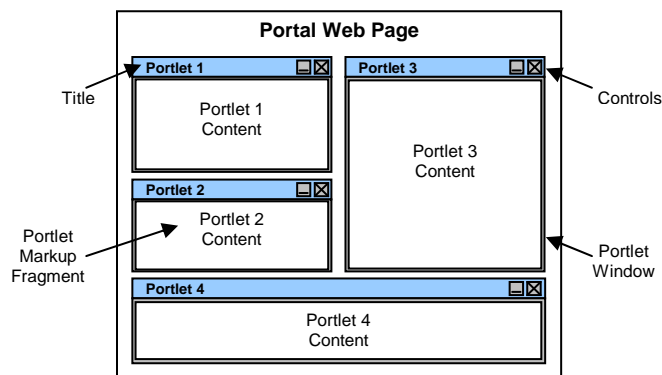 Portal Web Page
Portlet 1
Portlet 3
Title
Controls
Portlet 1
Content
Portlet 3
Content
Portlet 2
Portlet 2
Content
Portlet
Markup
Fragment
Portlet
Window
Portlet 4
Portlet 4
Content